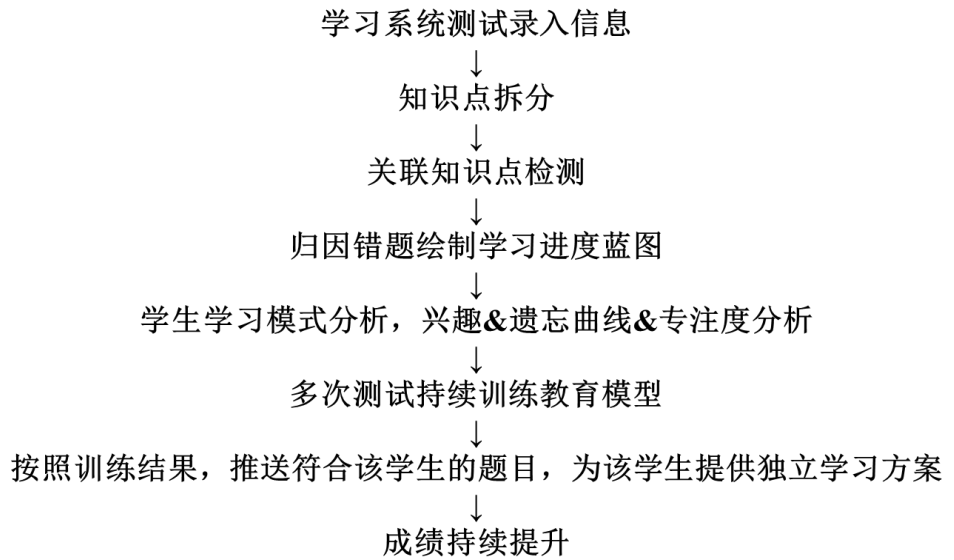 学习系统测试录入信息
↓
知识点拆分
↓
关联知识点检测
↓
归因错题绘制学习进度蓝图
↓
学生学习模式分析，兴趣&遗忘曲线&专注度分析
↓
多次测试持续训练教育模型
↓
按照训练结果，推送符合该学生的题目，为该学生提供独立学习方案
↓
成绩持续提升